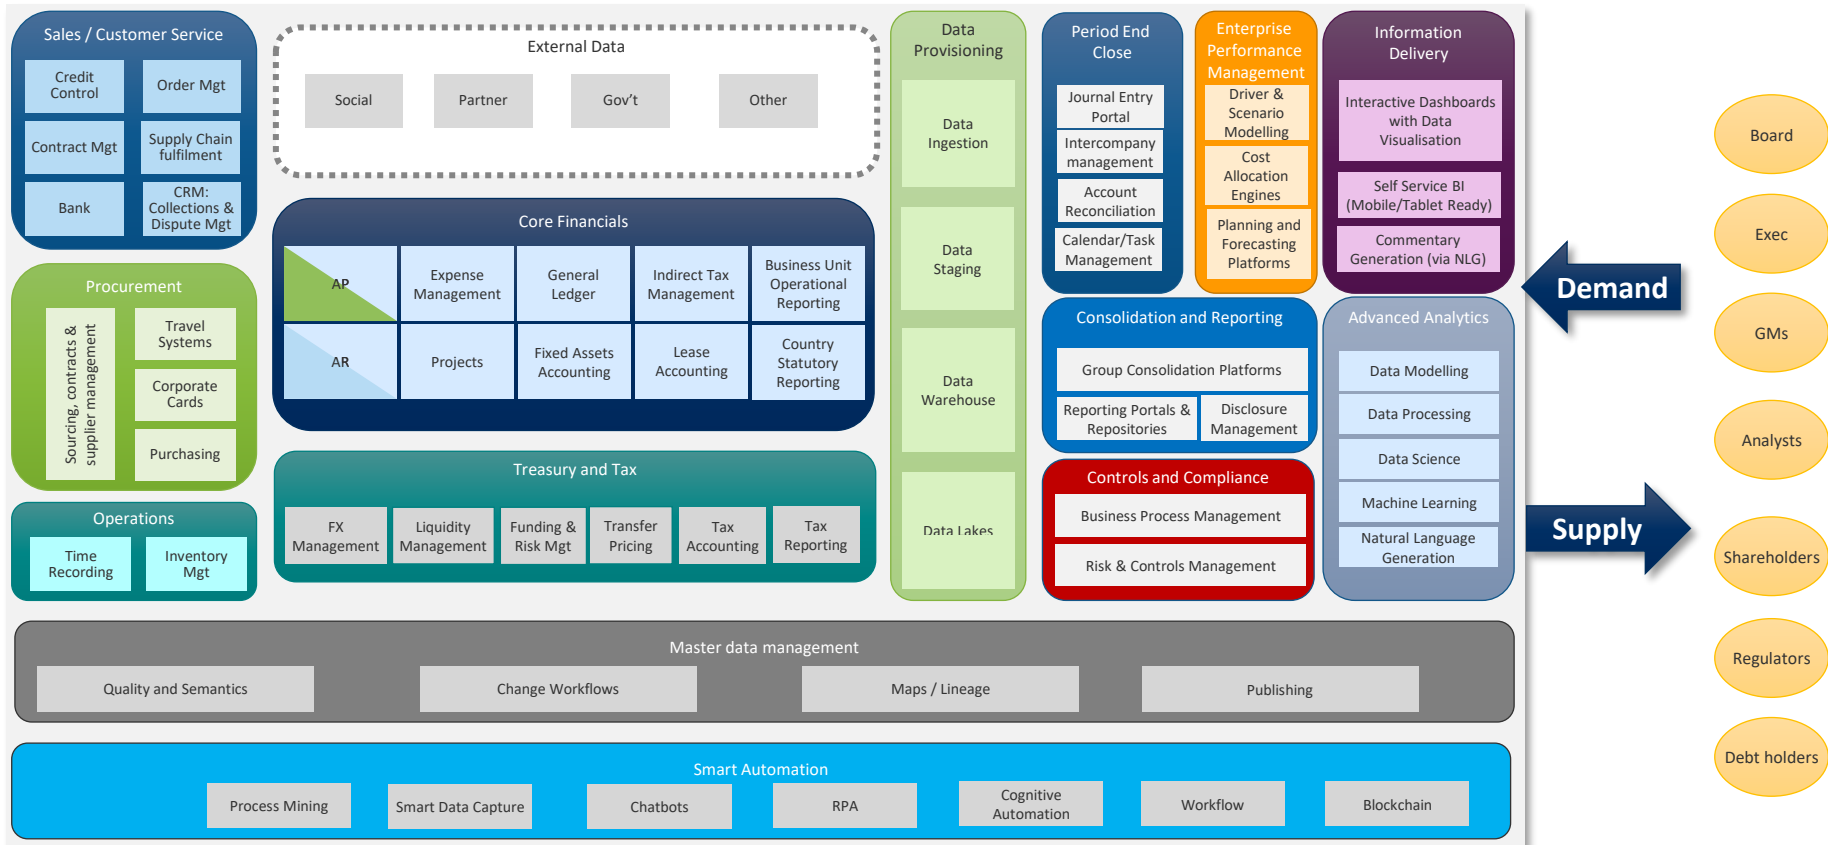 Sales / Customer Service
Credit
Control
Order Mgt
Contract Mgt
Supply Chain
fulfilment
Bank
CRM:
Collections &
Dispute Mgt
Procurement
Sourcing, contracts &
supplier management
Travel
Systems
Corporate
Cards
Purchasing
Operations
Time
Recording
Inventory
Mgt
External Data
Social
Partner
Gov't
Other
Core Financials
AP
Expense
Management
General
Ledger
Indirect Tax
Management
Business Unit
Operational
Reporting
AR
Projects
Fixed Assets
Accounting
Lease
Accounting
Country
Statutory
Reporting
Treasury and Tax
FX
Management
Liquidity
Management
Funding &
Risk Mgt
Transfer
Pricing
Tax
Accounting
Tax
Reporting
Data
Provisioning
Data
Ingestion
Data
Staging
Data
Warehouse
Data Lakes
Period End
Close
Journal Entry
Portal
Intercompany
management
Account
Reconciliation
Calendar/Task
Management
Enterprise
Performance
Management
Driver &
Scenario
Modelling
Cost
Allocation
Engines
Planning and
Forecasting
Platforms
Information
Delivery
Interactive Dashboards
with Data
Visualisation
Self Service BI
(Mobile/Tablet Ready)
Commentary
Generation (via NLG)
Consolidation and Reporting
Group Consolidation Platforms
Reporting Portals &
Repositories
Disclosure
Management
Controls and Compliance
Business Process Management
Risk & Controls Management
Advanced Analytics
Data Modelling
Data Processing
Data Science
Machine Learning
Natural Language
Generation
Master data management
Quality and Semantics
Change Workflows
Maps / Lineage
Publishing
Smart Automation
Process Mining
Smart Data Capture
Chatbots
RPA
Cognitive
Automation
Workflow
Blockchain
Demand
Supply
Board
Exec
GMs
Analysts
Shareholders
Regulators
Debt holders